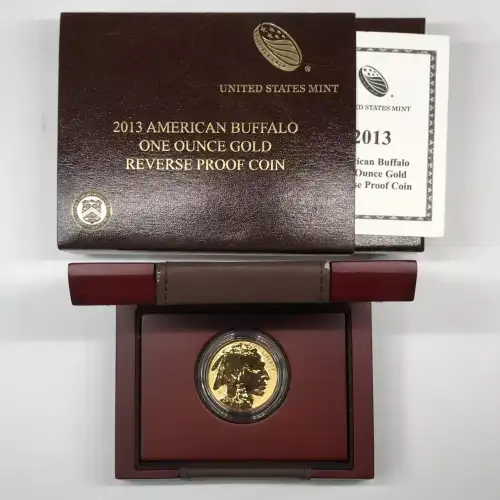 UNITED STATES MINT
2013 AMERICAN BUFFALO
ONE OUNCE GOLD
REVERSE PROOF COIN
UNITED STATES MINT
2013
rican Buffalo
Ounce Gold
se Proof Coin